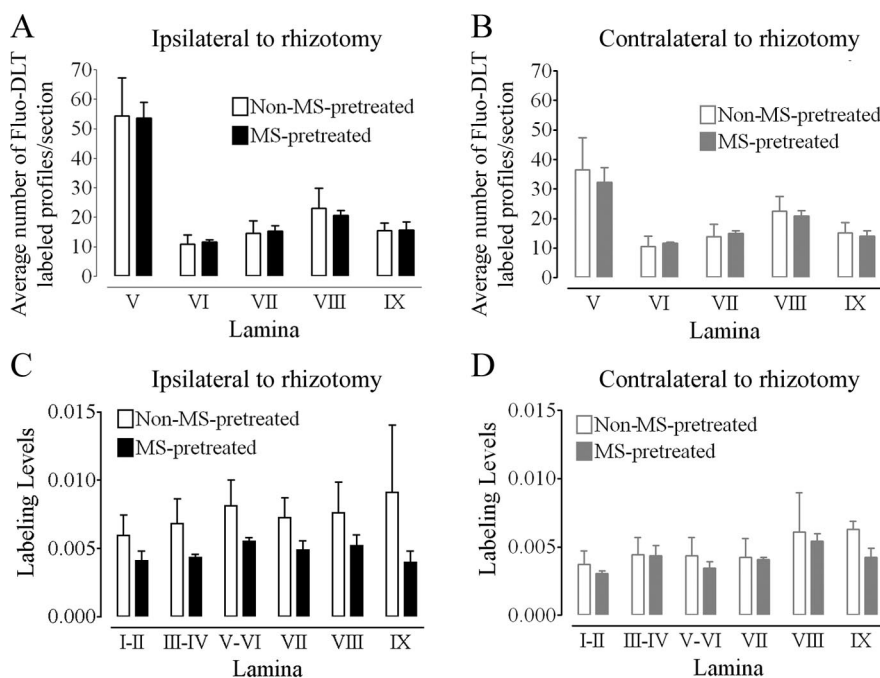 A
Ipsilateral to rhizotomy
Average number of Fluo-DLT
labeled profiles/section
70
60
50
40
30
20
10
0
Non-MS-pretreated
MS-pretreated
V VI VII VIII IX
Lamina
B
Contralateral to rhizotomy
Average number of Fluo-DLT
labeled profiles/section
70
60
50
40
30
20
10
0
Non-MS-pretreated
MS-pretreated
V VI VII VIII IX
Lamina
C
Ipsilateral to rhizotomy
Labeling Levels
0.015
0.010
0.005
0.000
Non-MS-pretreated
MS-pretreated
I-II III-IV V-VI VII VIII IX
Lamina
D
Contralateral to rhizotomy
Labeling Levels
0.015
0.010
0.005
0.000
Non-MS-pretreated
MS-pretreated
I-II III-IV V-VI VII VIII IX
Lamina